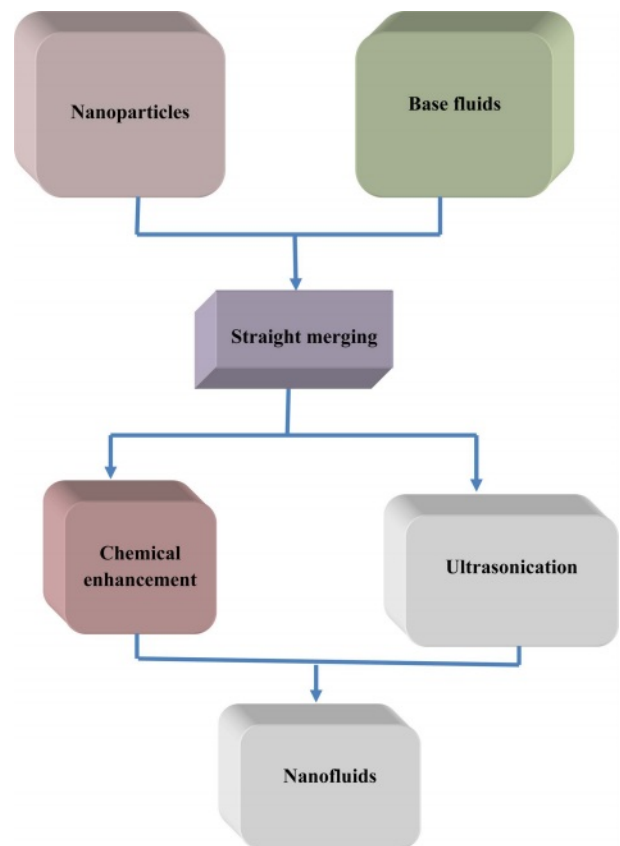 Nanoparticles
Base fluids
Straight merging
Chemical
enhancement
Ultrasonication
Nanofluids